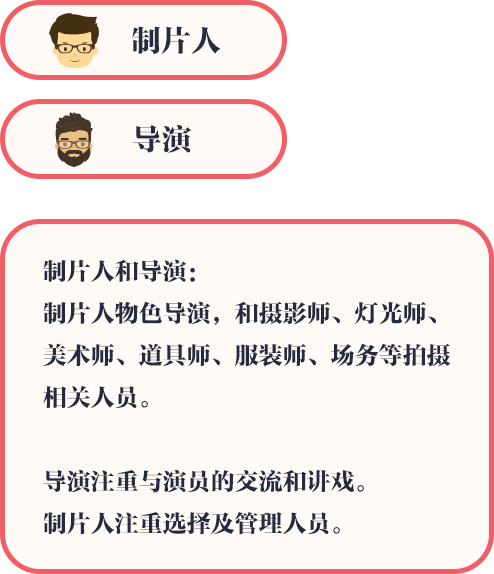 制片人
导演
制片人和导演：
制片人物色导演，和摄影师、灯光师、
美术师、道具师、服装师、场务等拍摄
相关人员。
导演注重与演员的交流和讲戏。
制片人注重选择及管理人员。